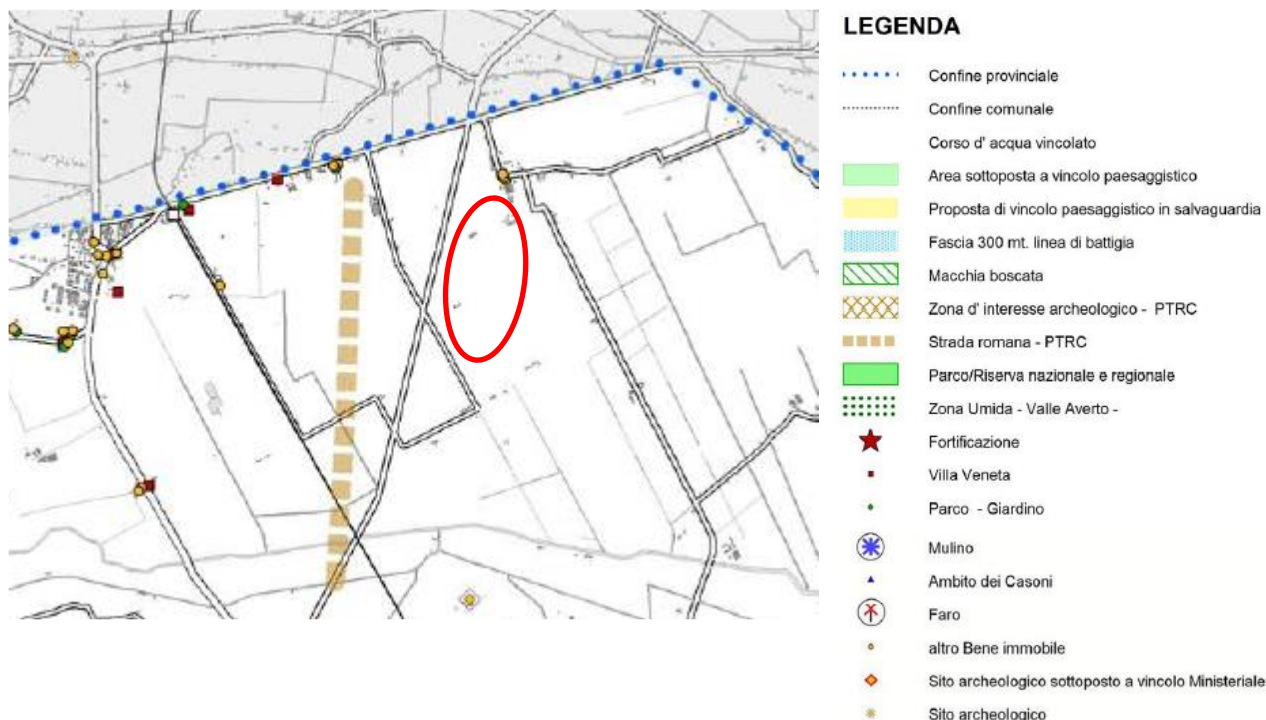 LEGENDA
Confine provinciale
Confine comunale
Corso d' acqua vincolato
Area sottoposta a vincolo paesaggistico
Proposta di vincolo paesaggistico in salvaguardia
Fascia 300 mt. linea di battigia
Macchia boscata
Zona d' interesse archeologico - PTRC
Strada romana - PTRC
Parco/Riserva nazionale e regionale
Zona Umida - Valle Averto -
Fortificazione
Villa Veneta
Parco - Giardino
Mulino
Ambito dei Casoni
Faro
altro Bene immobile
Sito archeologico sottoposto a vincolo Ministeriale
Sito archeologico